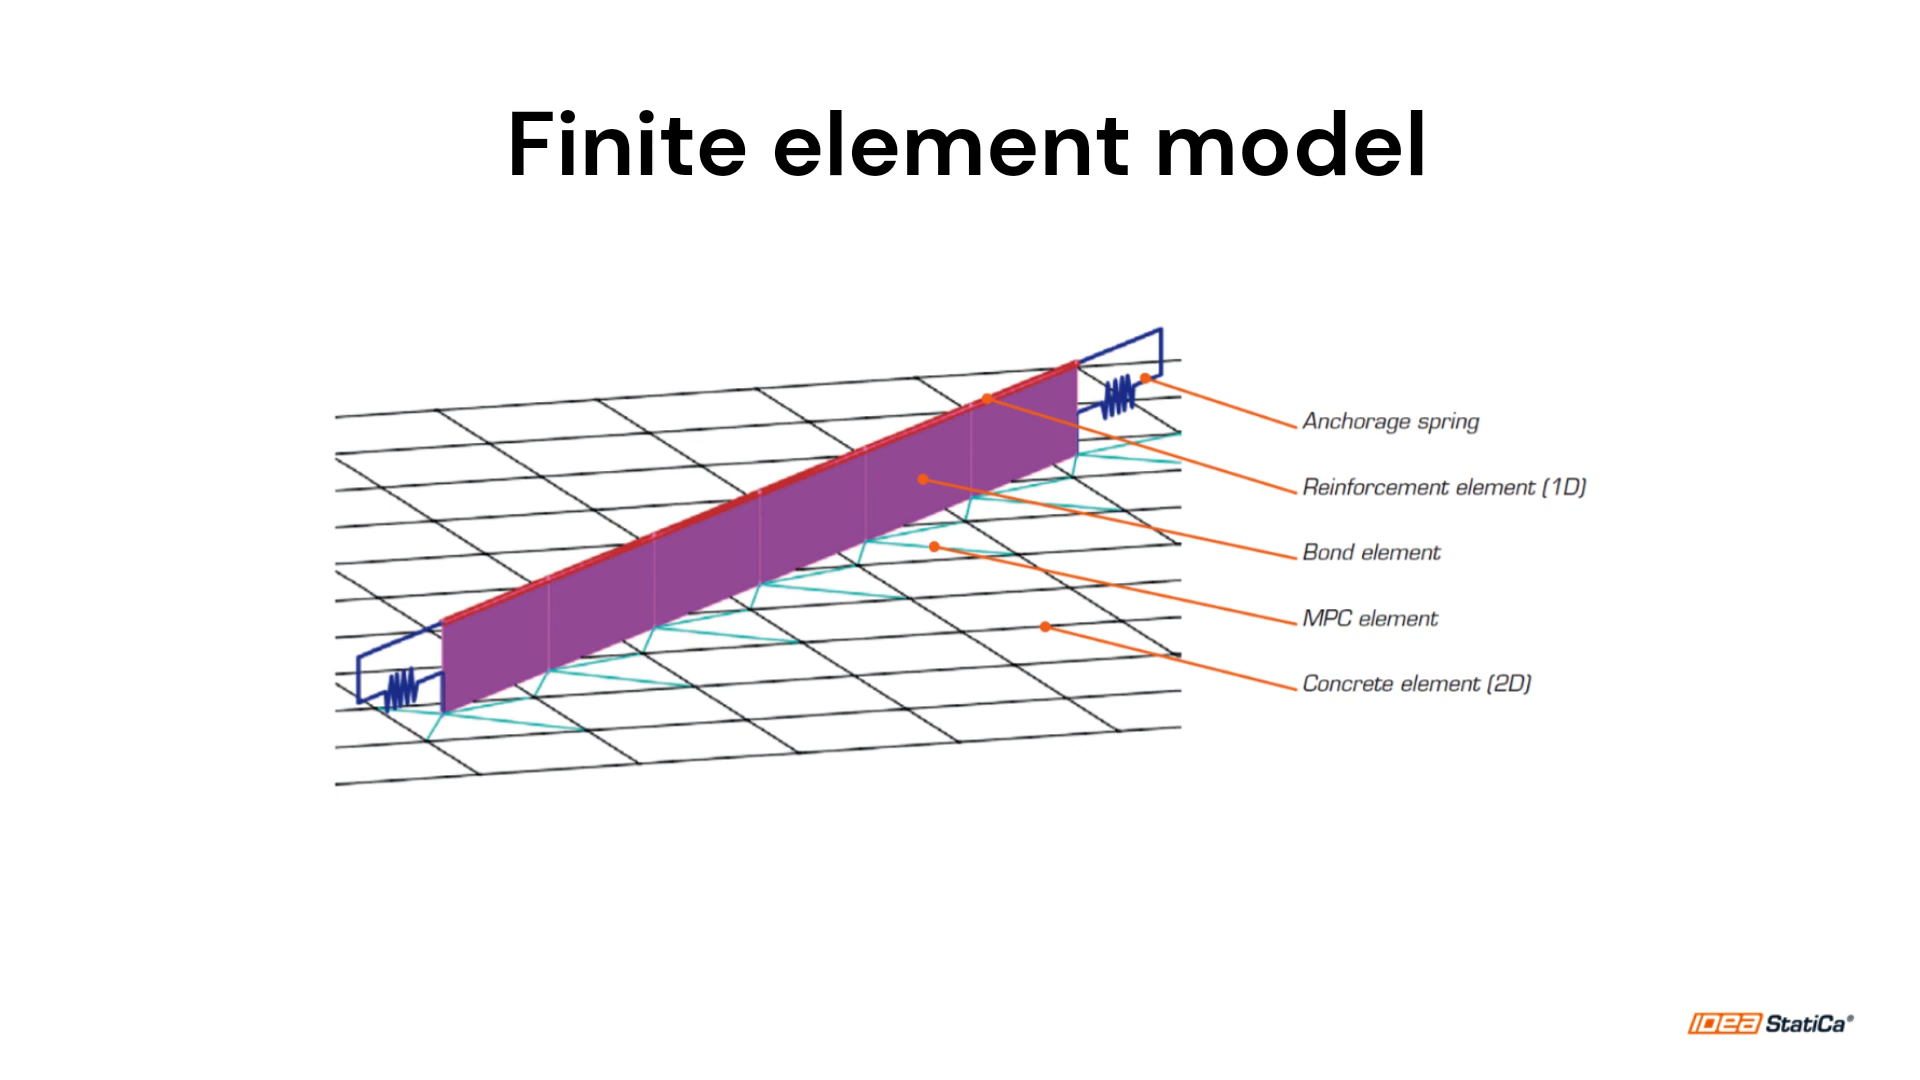 Finite element model
Anchorage spring
Reinforcement element (1D)
Bond element
MPC element
Concrete element (2D)
IDEA StatiCa®